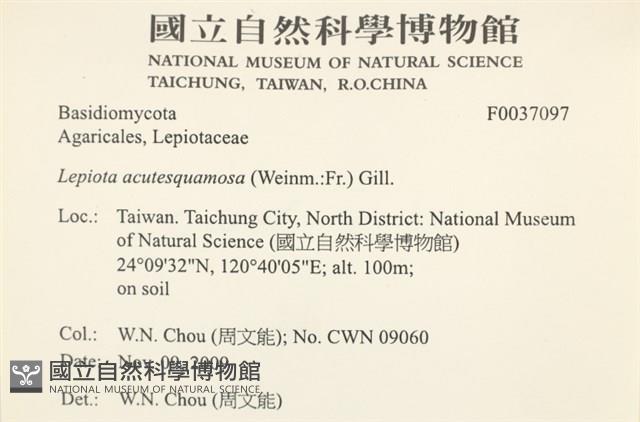 國立自然科學博物館
NATIONAL MUSEUM OF NATURAL SCIENCE
TAICHUNG, TAIWAN, R.O.CHINA
Basidiomycota F0037097
Agaricales, Lepiotaceae
Lepiota acutesquamosa (Weinm.:Fr.) Gill.
Loc.: Taiwan. Taichung City, North District: National Museum
of Natural Science (國立自然科學博物館)
24°09'32"N, 120°40'05"E; alt. 100m;
on soil
Col.: W.N. Chou (周文能); No. CWN 09060
Date: Nov. 09, 2009
國立自然科學博物館
NATIONAL MUSEUM OF NATURAL SCIENCE
Det.: W.N. Chou (周文能)